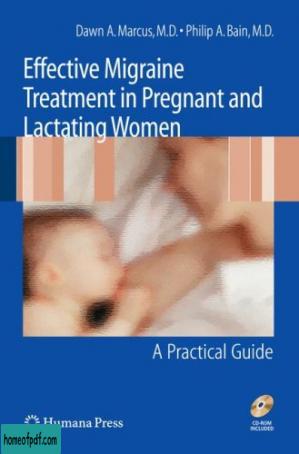 Dawn A. Marcus, M.D. • Philip A. Bain, M.D.
Effective Migraine
Treatment in Pregnant and
Lactating Women
A Practical Guide
Humana Press
CD-ROM
INCLUDED
homeofpdf.com